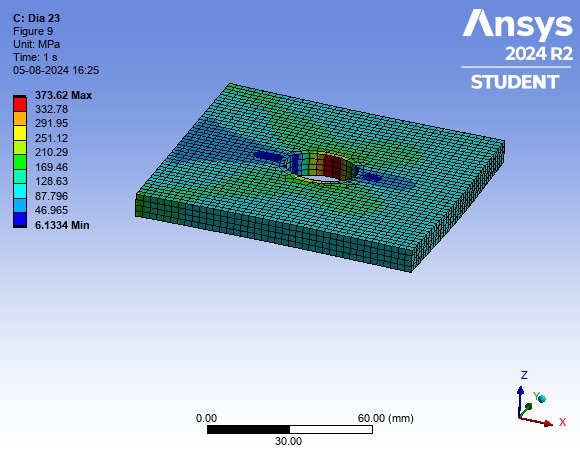 C: Dia 23
Figure 9
Unit: MPa
Time: 1 s
05-08-2024 16:25
373.62 Max
332.78
291.95
251.12
210.29
169.46
128.63
87.796
46.965
6.1334 Min
Ansys
2024 R2
STUDENT
0.00
60.00 (mm)
30.00
Z
Y
X